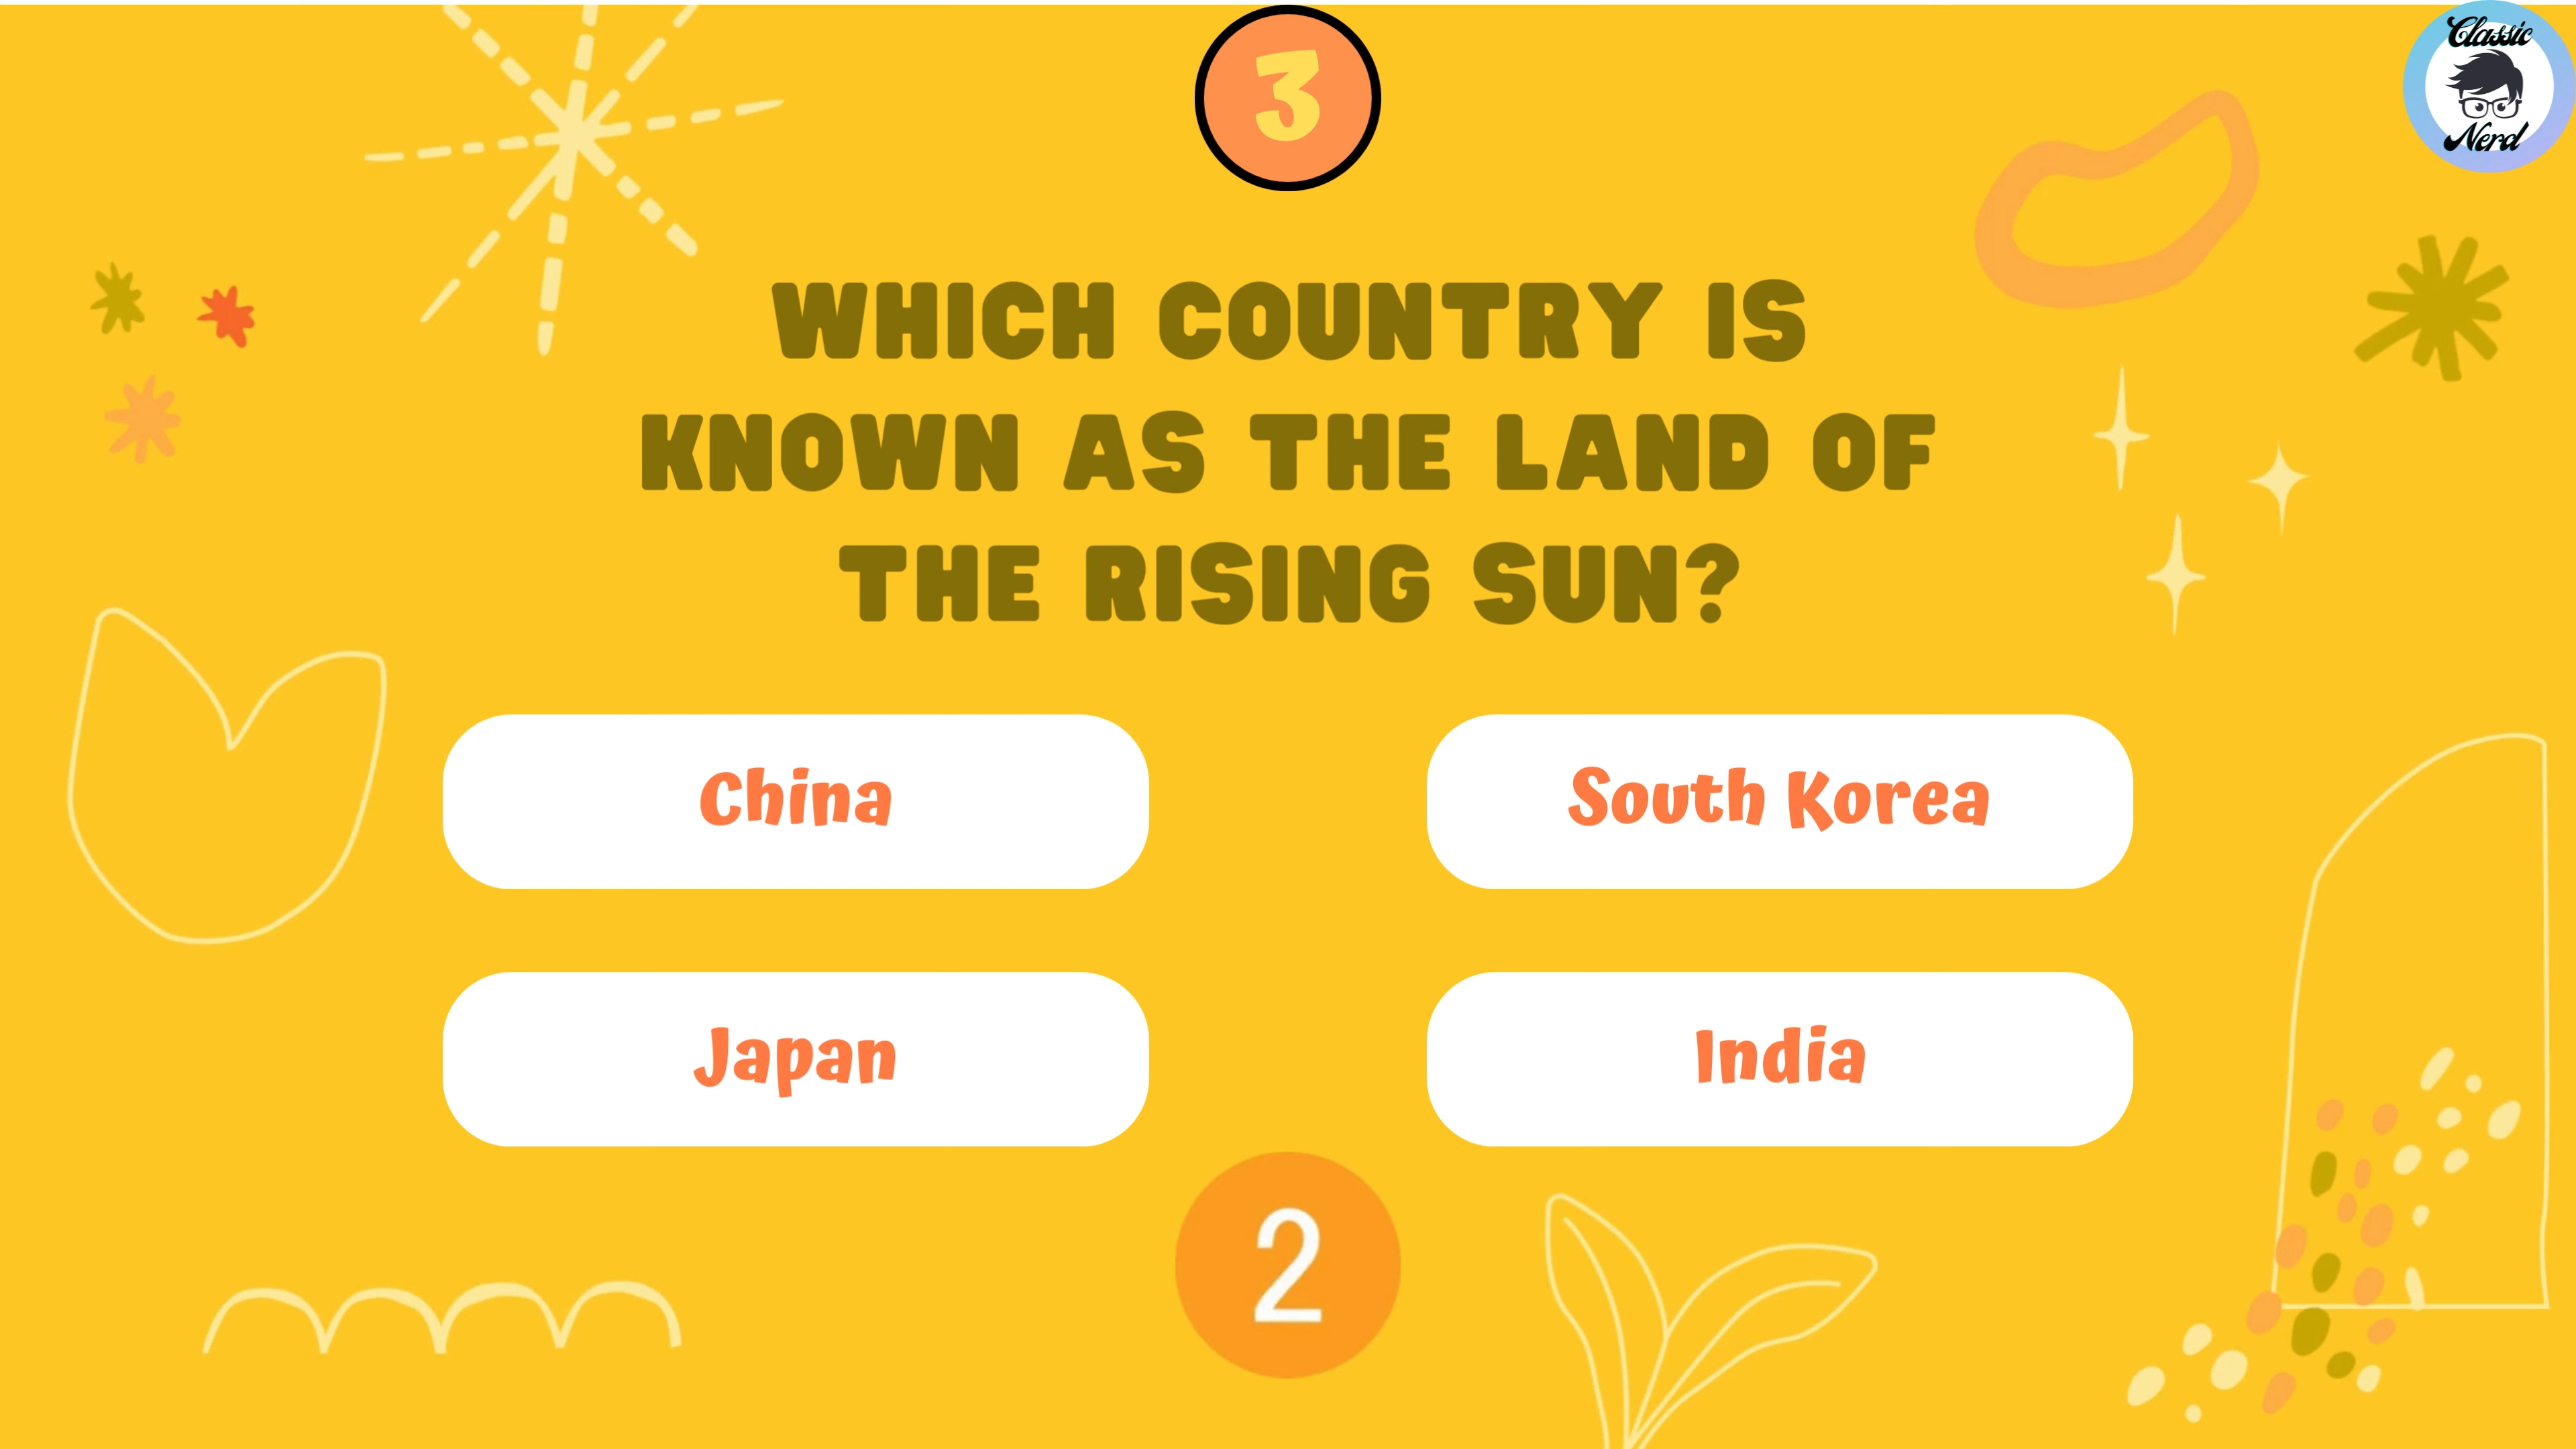 3
Classic
Nerd
WHICH COUNTRY IS
KNOWN AS THE LAND OF
THE RISING SUN?
China
South Korea
Japan
India
2